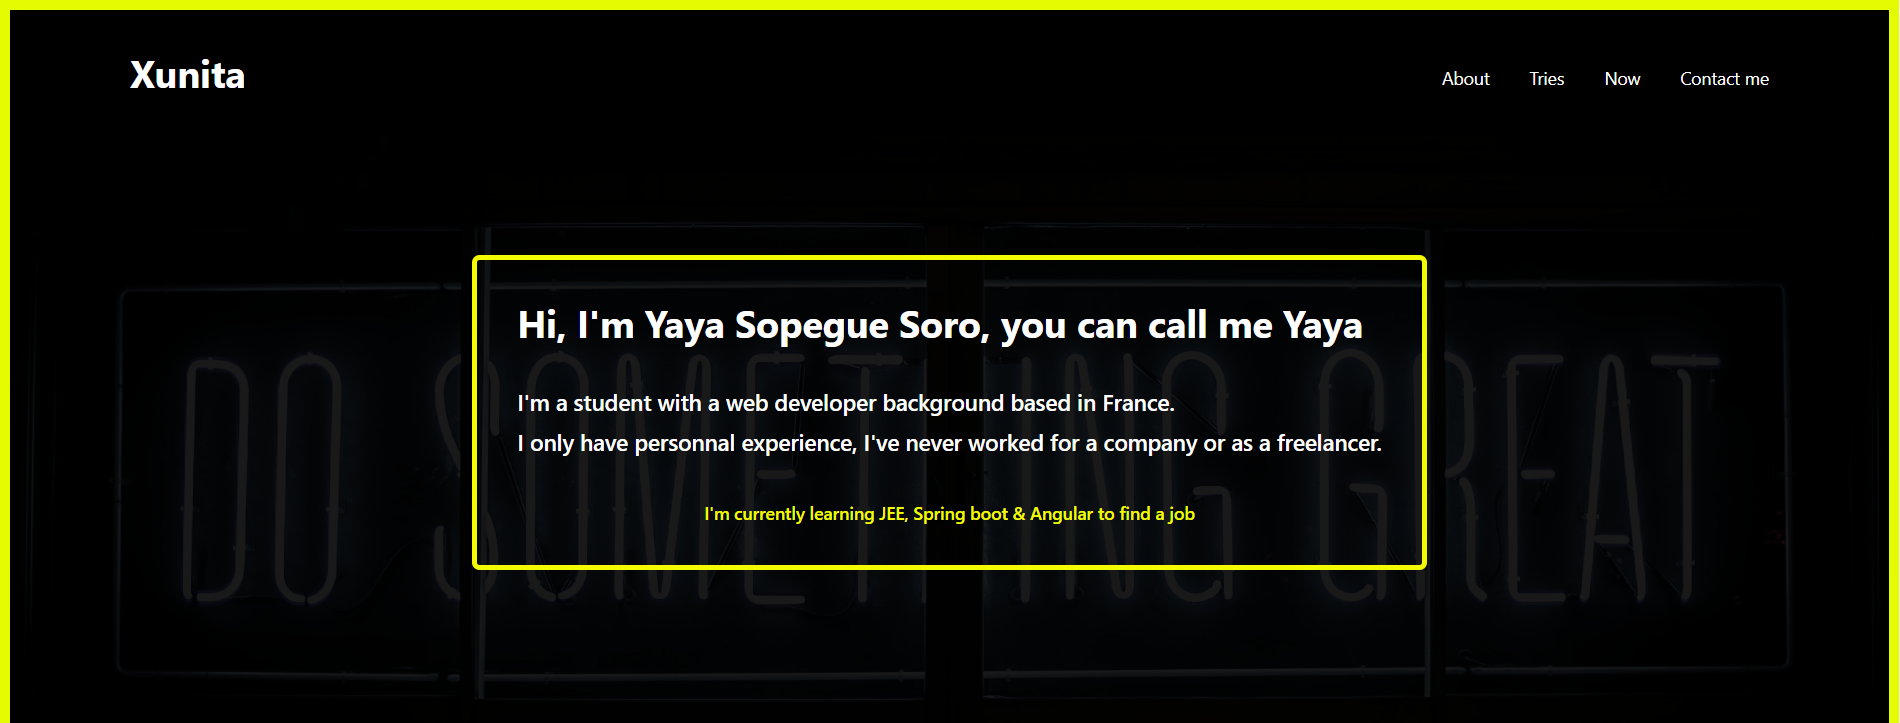 Xunita
About Tries Now Contact me
Hi, I'm Yaya Sopegue Soro, you can call me Yaya
I'm a student with a web developer background based in France.
I only have personnal experience, I've never worked for a company or as a freelancer.
I'm currently learning JEE, Spring boot & Angular to find a job
DO SOMETHING GREAT